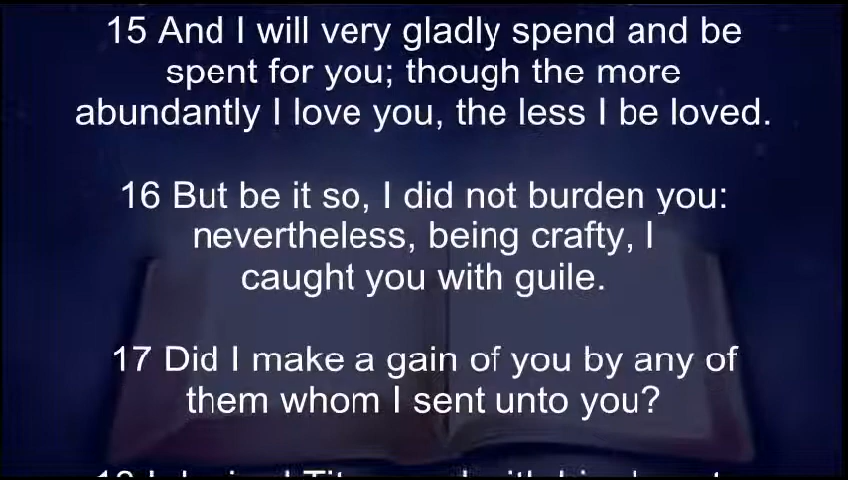 15 And I will very gladly spend and be
spent for you; though the more
abundantly I love you, the less I be loved.
16 But be it so, I did not burden you:
nevertheless, being crafty, I
caught you with guile.
17 Did I make a gain of you by any of
them whom I sent unto you?